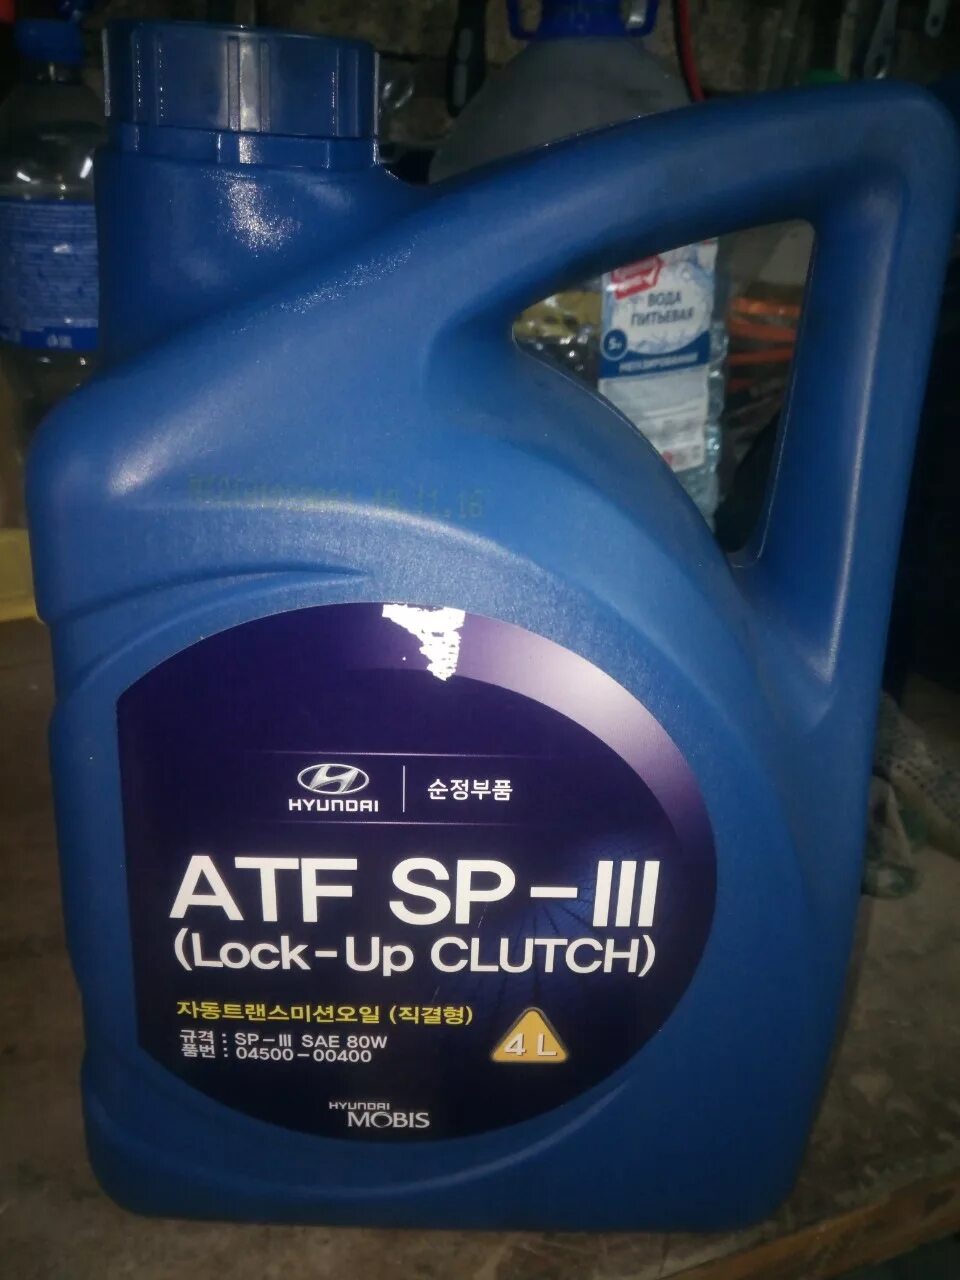 ВОДА
ПИТЬЕВАЯ
5л
HYUNDAI
순정부품
ATF SP-III
(Lock-Up CLUTCH)
자동트랜스미션오일 (직결형)
규격 : SP-III SAE 80W
품번 : 04500-00400
4 L
HYUNDAI
MOBIS